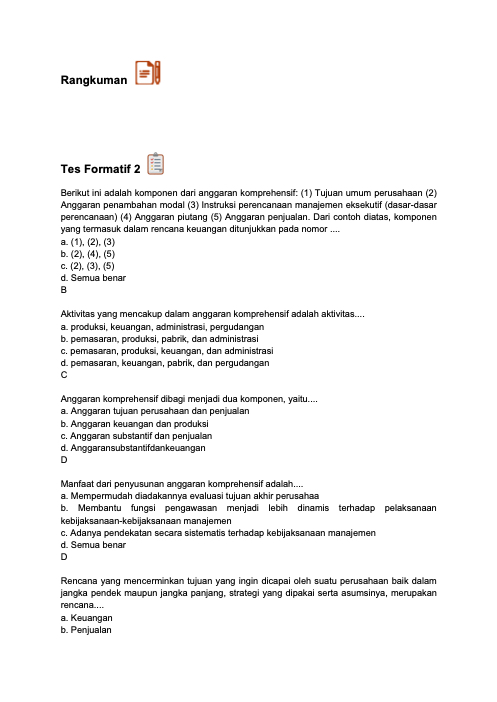 Rangkuman
Tes Formatif 2
Berikut ini adalah komponen dari anggaran komprehensif: (1) Tujuan umum perusahaan (2)
Anggaran penambahan modal (3) Instruksi perencanaan manajemen eksekutif (dasar-dasar
perencanaan) (4) Anggaran piutang (5) Anggaran penjualan. Dari contoh diatas, komponen
yang termasuk dalam rencana keuangan ditunjukkan pada nomor ....
a. (1), (2), (3)
b. (2), (4), (5)
c. (2), (3), (5)
d. Semua benar
B
Aktivitas yang mencakup dalam anggaran komprehensif adalah aktivitas....
a. produksi, keuangan, administrasi, pergudangan
b. pemasaran, produksi, pabrik, dan administrasi
c. pemasaran, produksi, keuangan, dan administrasi
d. pemasaran, keuangan, pabrik, dan pergudangan
C
Anggaran komprehensif dibagi menjadi dua komponen, yaitu....
a. Anggaran tujuan perusahaan dan penjualan
b. Anggaran keuangan dan produksi
c. Anggaran substantif dan penjualan
d. Anggaransubstantifdankeuangan
D
Manfaat dari penyusunan anggaran komprehensif adalah....
a. Mempermudah diadakannya evaluasi tujuan akhir perusahaa
b. Membantu fungsi pengawasan menjadi lebih dinamis terhadap pelaksanaan
kebijaksanaan-kebijaksanaan manajemen
c. Adanya pendekatan secara sistematis terhadap kebijaksanaan manajemen
d. Semua benar
D
Rencana yang mencerminkan tujuan yang ingin dicapai oleh suatu perusahaan baik dalam
jangka pendek maupun jangka panjang, strategi yang dipakai serta asumsinya, merupakan
rencana....
a. Keuangan
b. Penjualan